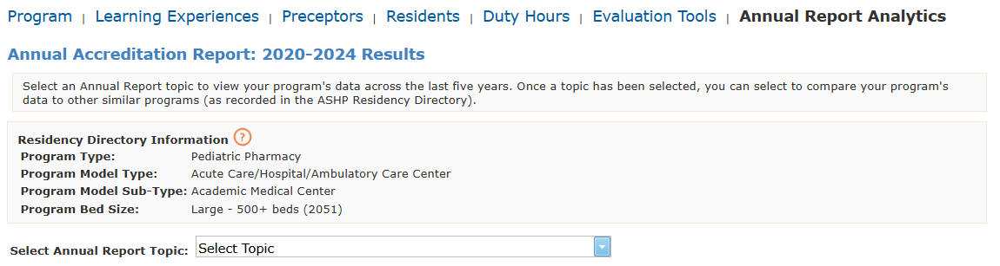 Program | Learning Experiences | Preceptors | Residents | Duty Hours | Evaluation Tools | Annual Report Analytics
Annual Accreditation Report: 2020-2024 Results
Select an Annual Report topic to view your program's data across the last five years. Once a topic has been selected, you can select to compare your program's
data to other similar programs (as recorded in the ASHP Residency Directory).
Residency Directory Information ?
Program Type: Pediatric Pharmacy
Program Model Type: Acute Care/Hospital/Ambulatory Care Center
Program Model Sub-Type: Academic Medical Center
Program Bed Size: Large - 500+ beds (2051)
Select Annual Report Topic: Select Topic